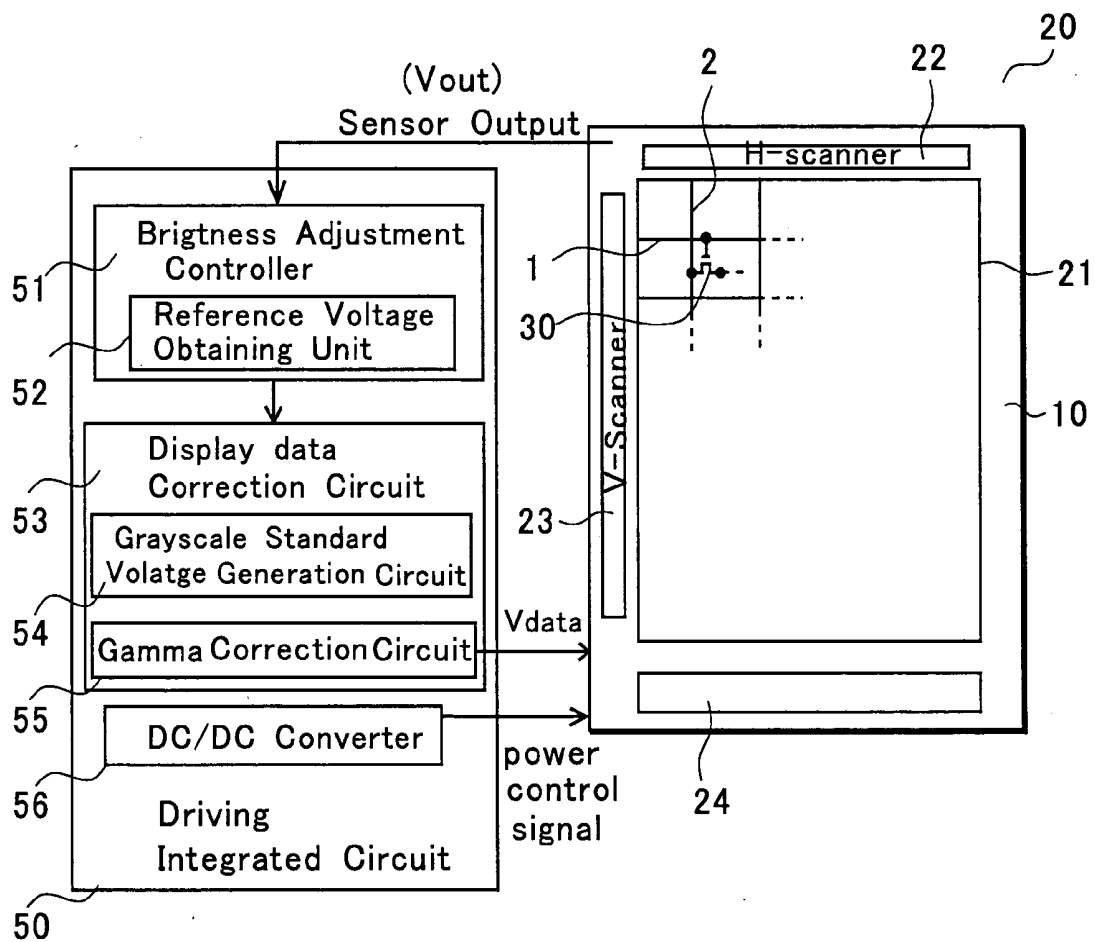 20
22
2
(Vout)
Sensor Output
H-scanner
Brigtness Adjustment
Controller
51
1
21
Reference Voltage
Obtaining Unit
30
52
V-Scanner
10
Display data
Correction Circuit
53
23
Grayscale Standard
Volatge Generation Circuit
54
Vdata
Gamma Correction Circuit
55
DC/DC Converter
56
power
control
signal
24
Driving
Integrated Circuit
50